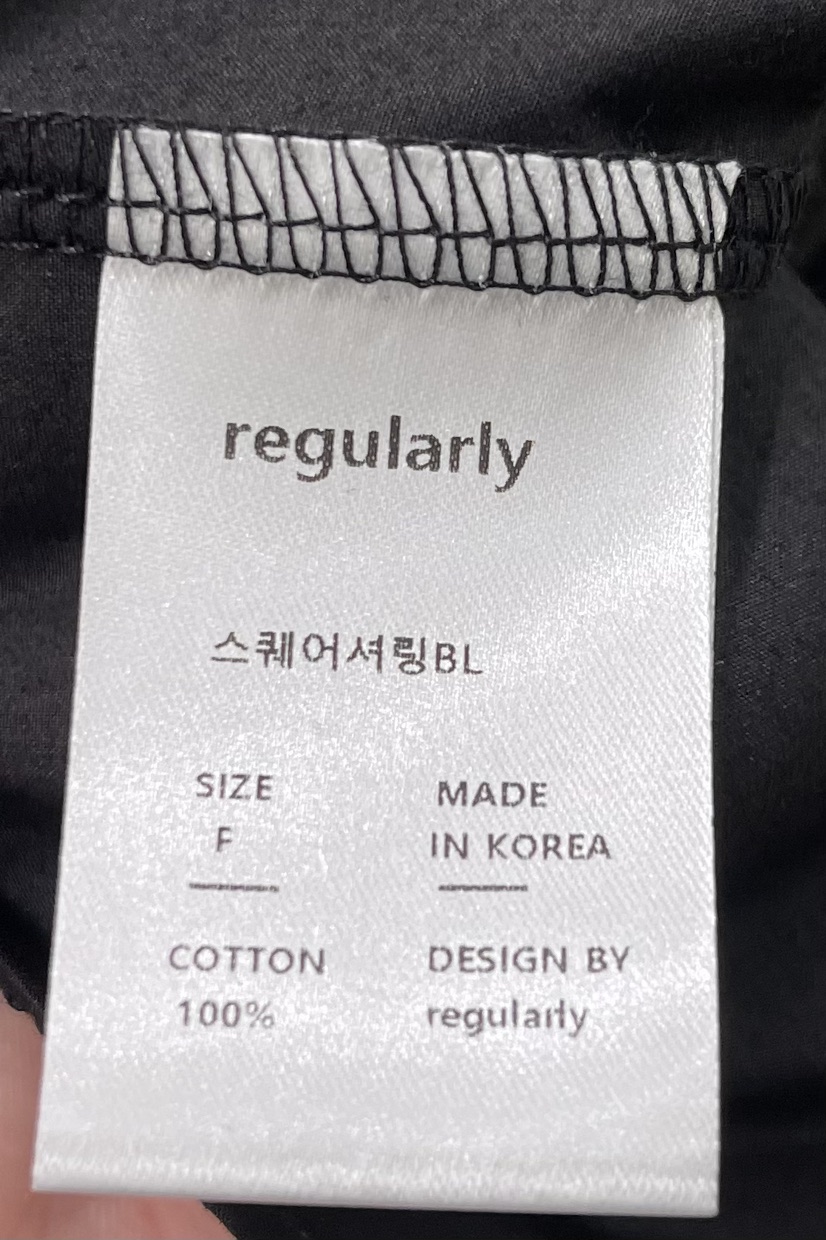 regularly
스퀘어셔링BL
SIZE
F
MADE
IN KOREA
COTTON
100%
DESIGN BY
regularly